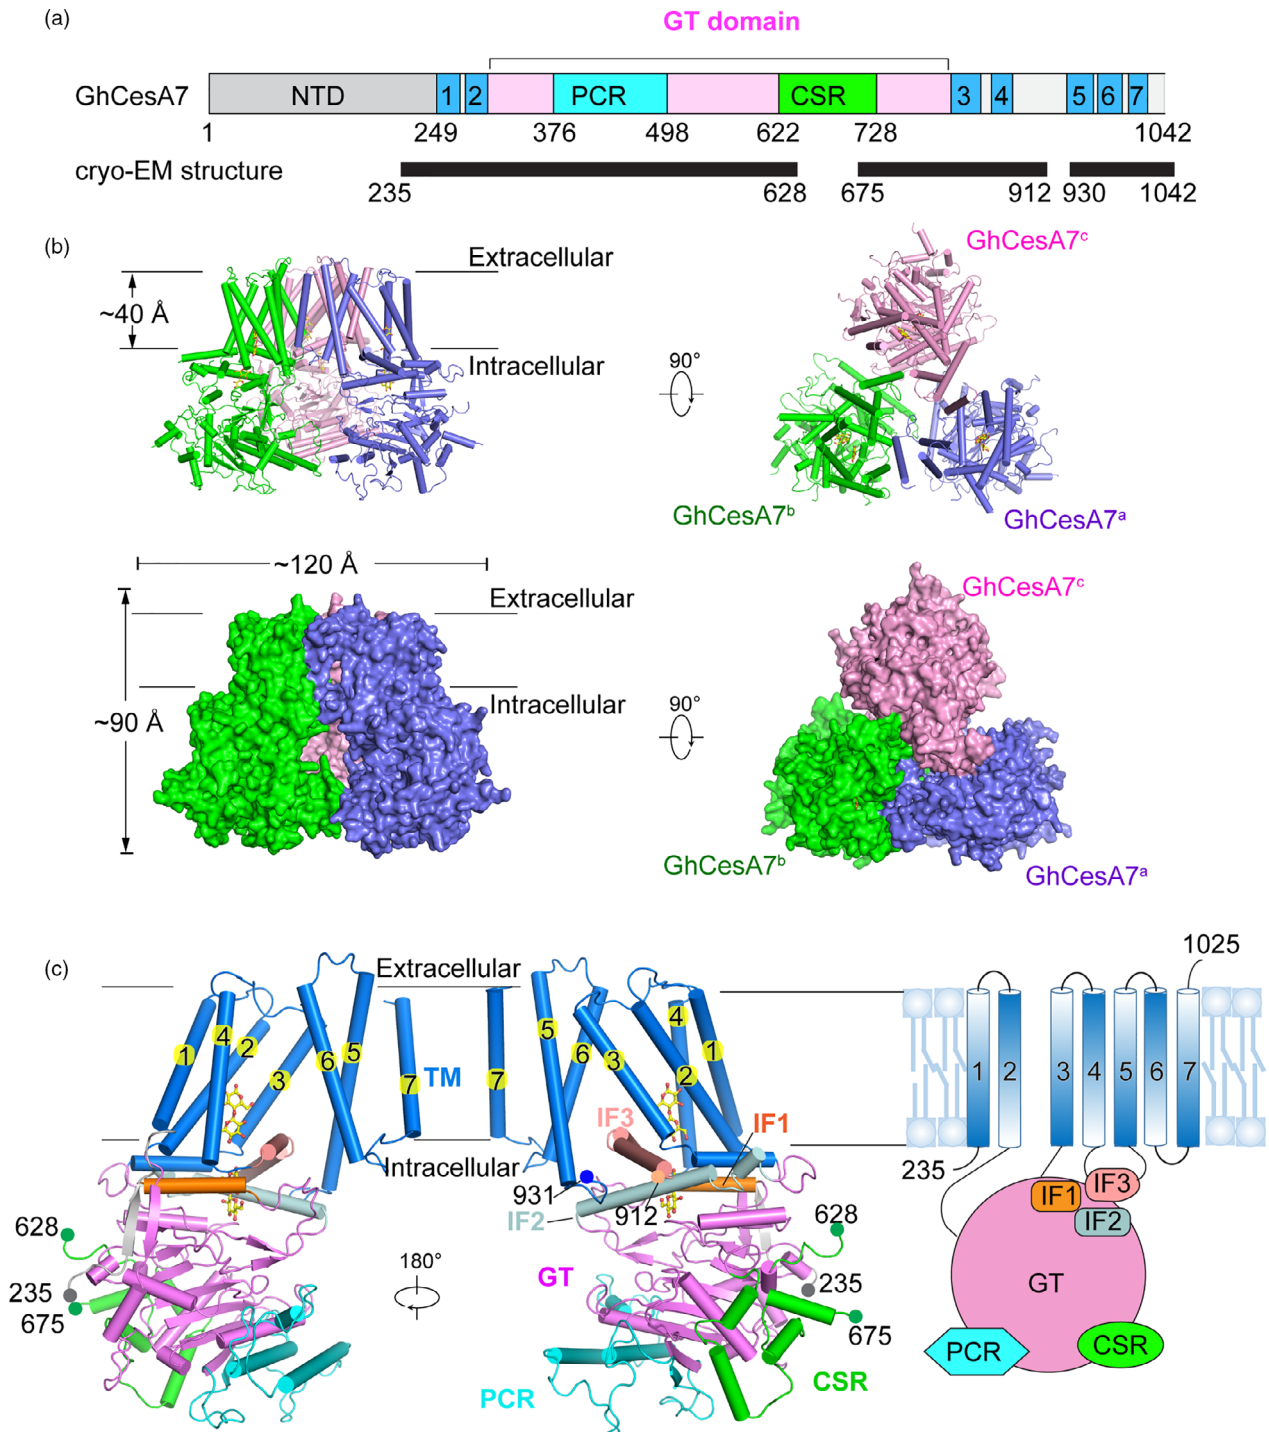 (a)
GT domain
GhCesA7 NTD 1 2 PCR CSR 3 4 5 6 7
1 249 376 498 622 728 1042
cryo-EM structure
235 628 675 912 930 1042
(b)
GhCesA7c
Extracellular
~40 Å
Intracellular
90°
GhCesA7b
GhCesA7a
~120 Å
GhCesA7c
Extracellular
90°
Intracellular
~90 Å
GhCesA7b
GhCesA7a
(c)
Extracellular
1025
1 4 2 3 6 5 7 TM 7 5 6 3 4 2 1
1 2 3 4 5 6 7
IF3 IF1
Intracellular
235
931
IF2 912
628
628
IF1 IF3
IF2
235
675
180°
GT
235
675
GT
PCR
CSR
PCR
CSR